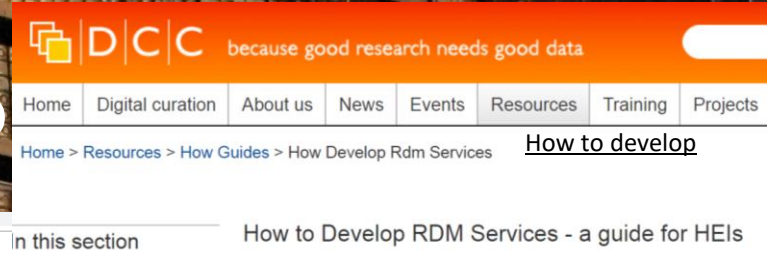 D|C|C because good research needs good data
Home Digital curation About us News Events Resources Training Projects
Home > Resources > How Guides > How Develop Rdm Services
How to develop
In this section
How to Develop RDM Services - a guide for HEIs